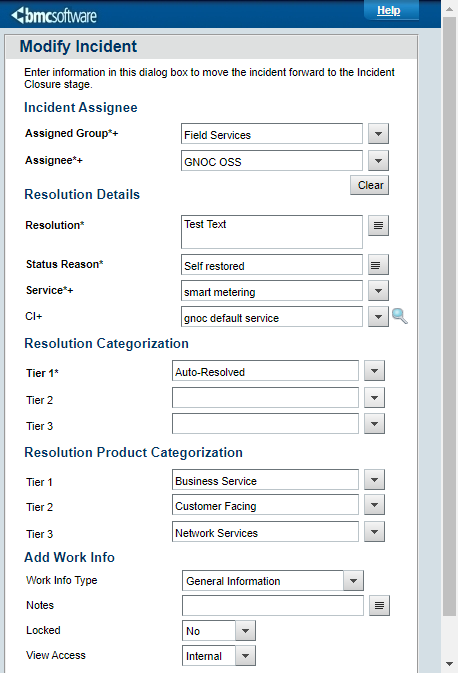 bmcsoftware
Help
Modify Incident
Enter information in this dialog box to move the incident forward to the Incident
Closure stage.
Incident Assignee
Assigned Group*+ Field Services
Assignee*+ GNOC OSS
Clear
Resolution Details
Resolution* Test Text
Status Reason* Self restored
Service*+ smart metering
CI+ gnoc default service
Resolution Categorization
Tier 1* Auto-Resolved
Tier 2
Tier 3
Resolution Product Categorization
Tier 1 Business Service
Tier 2 Customer Facing
Tier 3 Network Services
Add Work Info
Work Info Type General Information
Notes
Locked No
View Access Internal